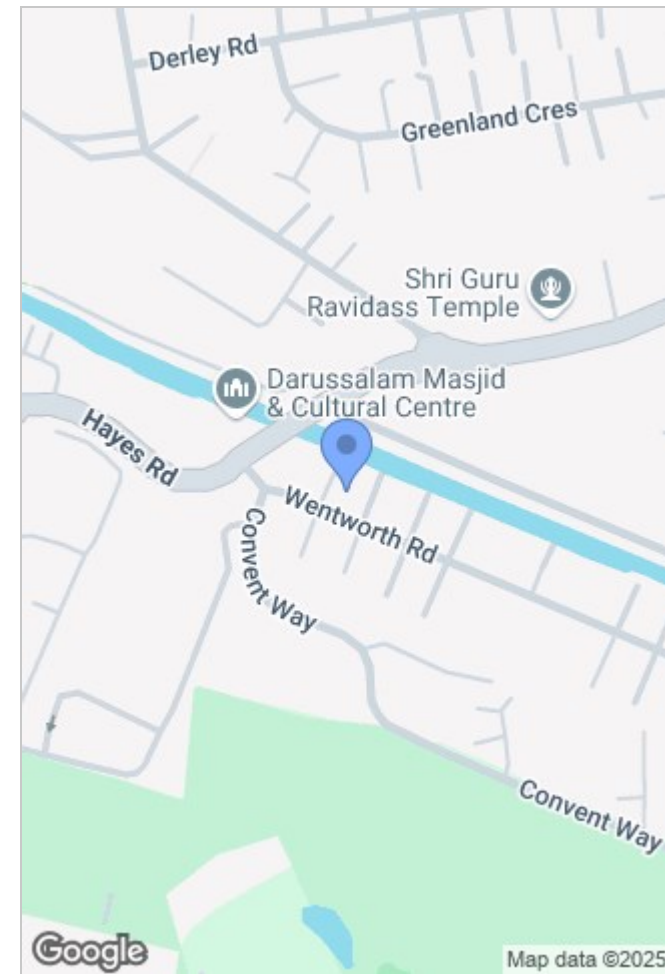 Derley Rd
Greenland Cres
Shri Guru
Ravidass Temple
Darussalam Masjid
& Cultural Centre
Hayes Rd
Wentworth Rd
Convent Way
Convent Way
Google
Map data ©2025